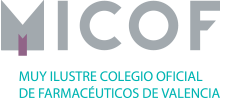 MICOF
MUY ILUSTRE COLEGIO OFICIAL
DE FARMACÉUTICOS DE VALENCIA